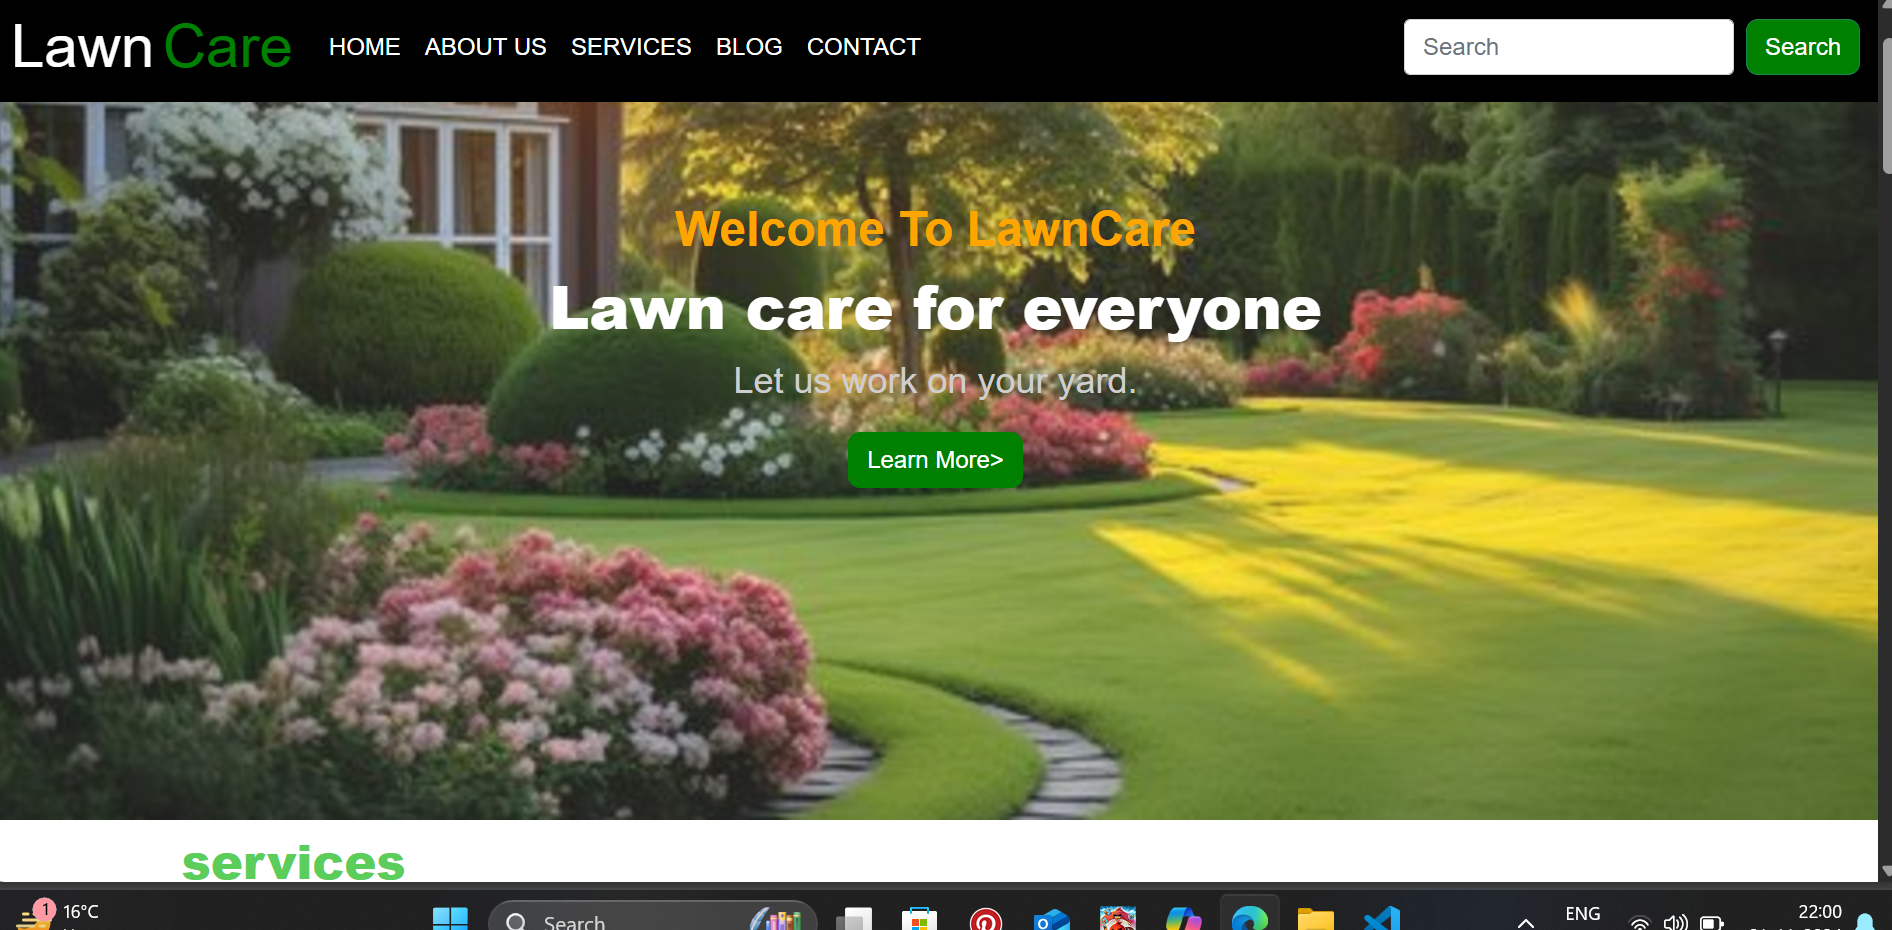 Lawn Care HOME ABOUT US SERVICES BLOG CONTACT Search Search
Welcome To LawnCare
Lawn care for everyone
Let us work on your yard.
Learn More>
services
1 16°C Search ENG 22:00